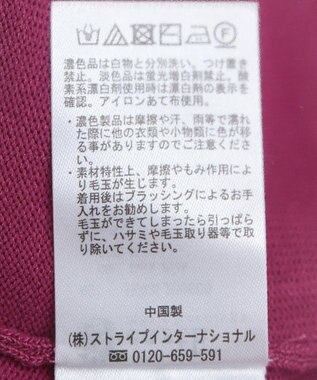 濃色品は白物と分別洗い、つけ置き
禁止。淡色品は蛍光増白剤禁止。酸
素系漂白剤使用時は漂白剤の表示を
確認。アイロンあて布使用。
・濃色製品は摩擦や汗、雨等で濡れ
た際に他の衣類や小物類に色が移
る事がありますのでご注意くださ
い。
・素材特性上、摩擦やもみ作用によ
り毛玉が生じます。
着用後はブラッシングによるお手
入れをお勧めします。
毛玉ができてしまったら引っぱら
ずに、ハサミや毛玉取り器等で取
り除いてください。
中国製
(株)ストライプインターナショナル
0120-659-591